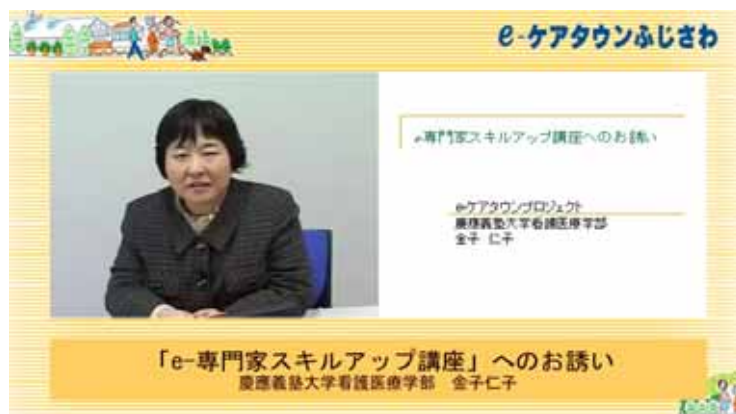 e-ケアタウンふじさわ
e-専門家スキルアップ講座へのお誘い
e-ケアタウンプロジェクト
慶應義塾大学看護医療学部
金子 仁子
「e-専門家スキルアップ講座」へのお誘い
慶應義塾大学看護医療学部 金子仁子